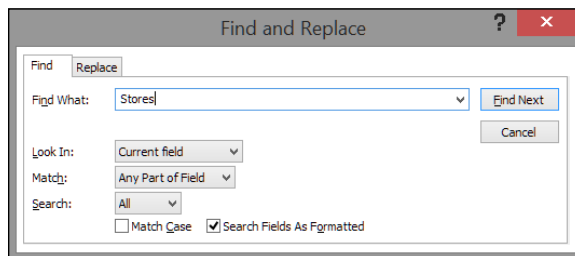 Find and Replace ? ×
Find Replace
Find What: Stores Find Next
Cancel
Look In: Current field
Match: Any Part of Field
Search: All
Match Case Search Fields As Formatted